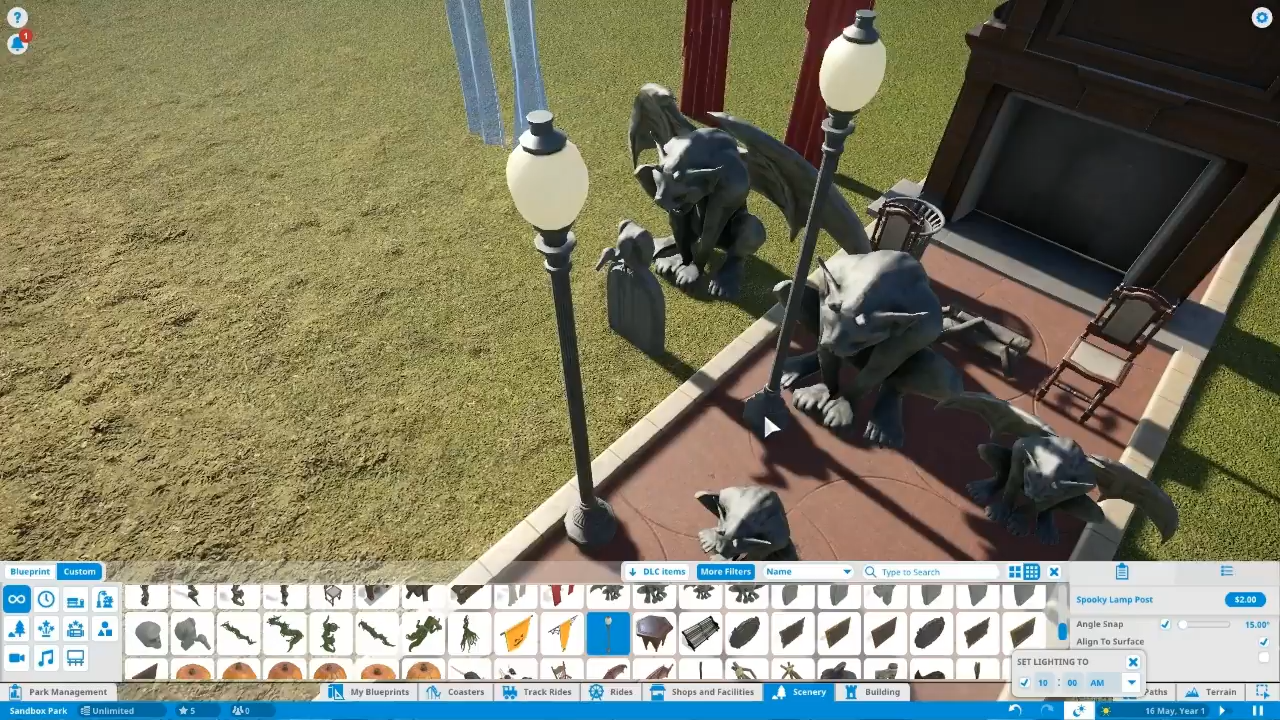 ?
1
Blueprint Custom
DLC items More Filters Name Type to Search
Spooky Lamp Post $2.00
Angle Snap 15.00°
Align To Surface
SET LIGHTING TO
10 : 00 AM
Park Management My Blueprints Coasters Track Rides Rides Shops and Facilities Scenery Building Paths Terrain
Sandbox Park Unlimited 5 0 16 May, Year 1